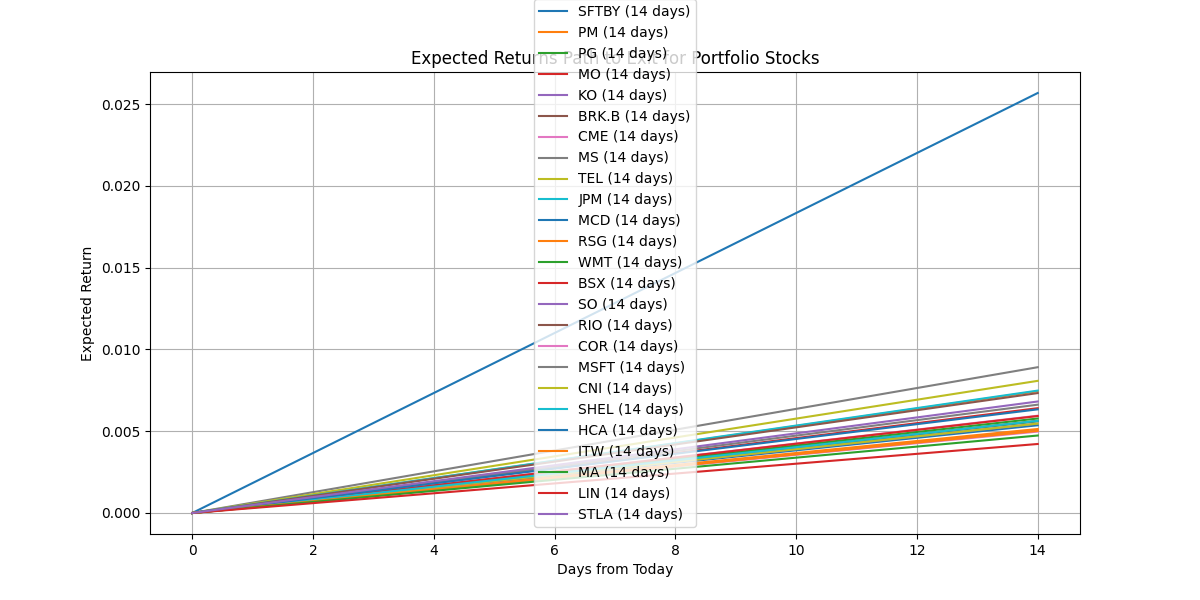 SFTBY (14 days)
PM (14 days)
PG (14 days)
Expected Returns Path to Exit for Portfolio Stocks
MO (14 days)
KO (14 days)
BRK.B (14 days)
CME (14 days)
MS (14 days)
TEL (14 days)
JPM (14 days)
MCD (14 days)
RSG (14 days)
WMT (14 days)
BSX (14 days)
SO (14 days)
RIO (14 days)
COR (14 days)
MSFT (14 days)
CNI (14 days)
SHEL (14 days)
HCA (14 days)
ITW (14 days)
MA (14 days)
LIN (14 days)
STLA (14 days)
0.025
0.020
0.015
0.010
0.005
0.000
Expected Return
0 2 4 6 8 10 12 14
Days from Today